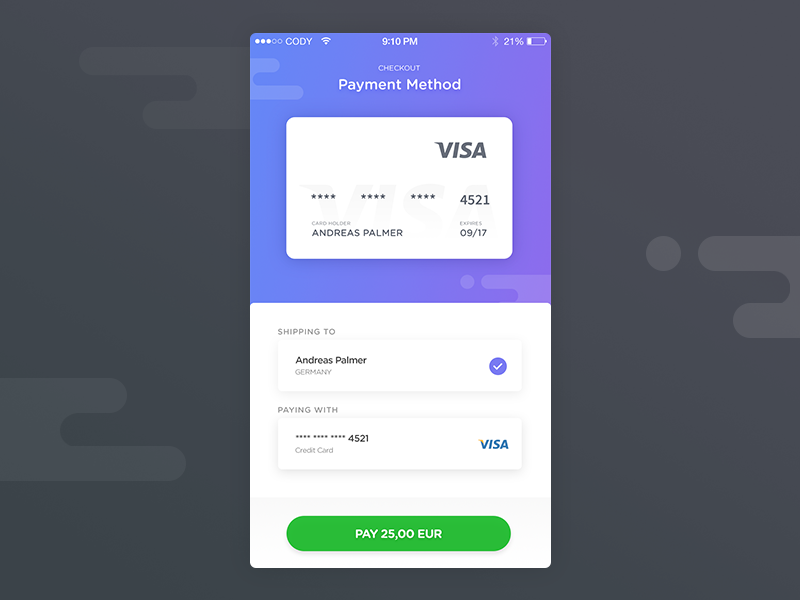 CODY 9:10 PM 21%
CHECKOUT
Payment Method
VISA
VISA
**** **** **** 4521
CARD HOLDER EXPIRES
ANDREAS PALMER 09/17
SHIPPING TO
Andreas Palmer
GERMANY
PAYING WITH
**** **** **** 4521
Credit Card
VISA
PAY 25,00 EUR